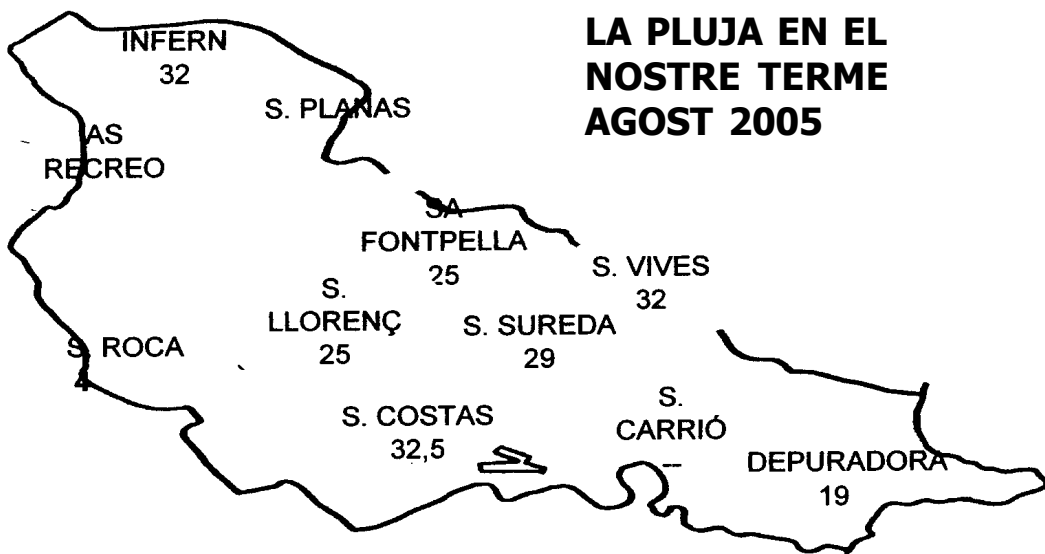 LA PLUJA EN EL
NOSTRE TERME
AGOST 2005
INFERN
32
S. PLANAS
AS
RECREO
SA
FONTPELLA
25
S. VIVES
32
S.
LLORENÇ
25
S. SUREDA
29
S. ROCA
4
S. COSTAS
32,5
S.
CARRIÓ
--
DEPURADORA
19